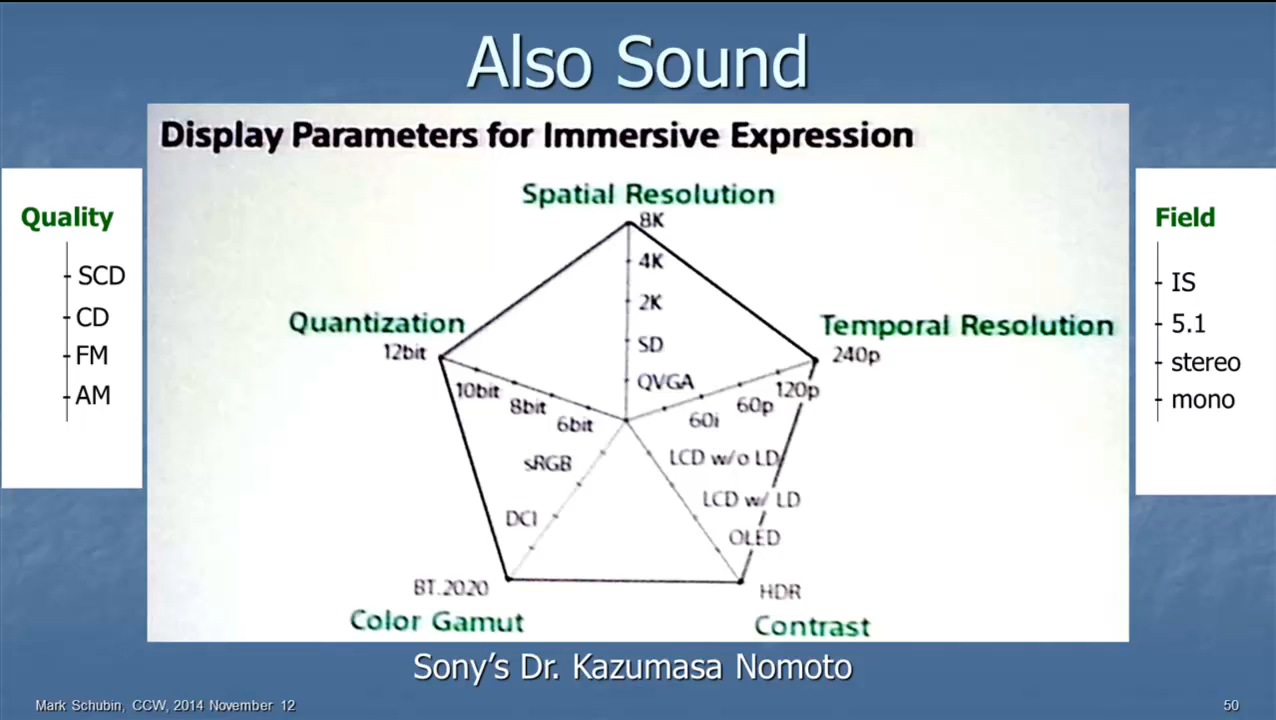 Also Sound
Display Parameters for Immersive Expression
Quality
SCD
CD
FM
AM
Spatial Resolution
8K
4K
2K
SD
QVGA
Quantization
12bit
10bit
8bit
6bit
Temporal Resolution
240p
120p
60p
60i
sRGB
DCI
BT.2020
Color Gamut
LCD w/o LD
LCD w/ LD
OLED
HDR
Contrast
Field
IS
5.1
stereo
mono
Sony's Dr. Kazumasa Nomoto
Mark Schubin, CCW, 2014 November 12
50